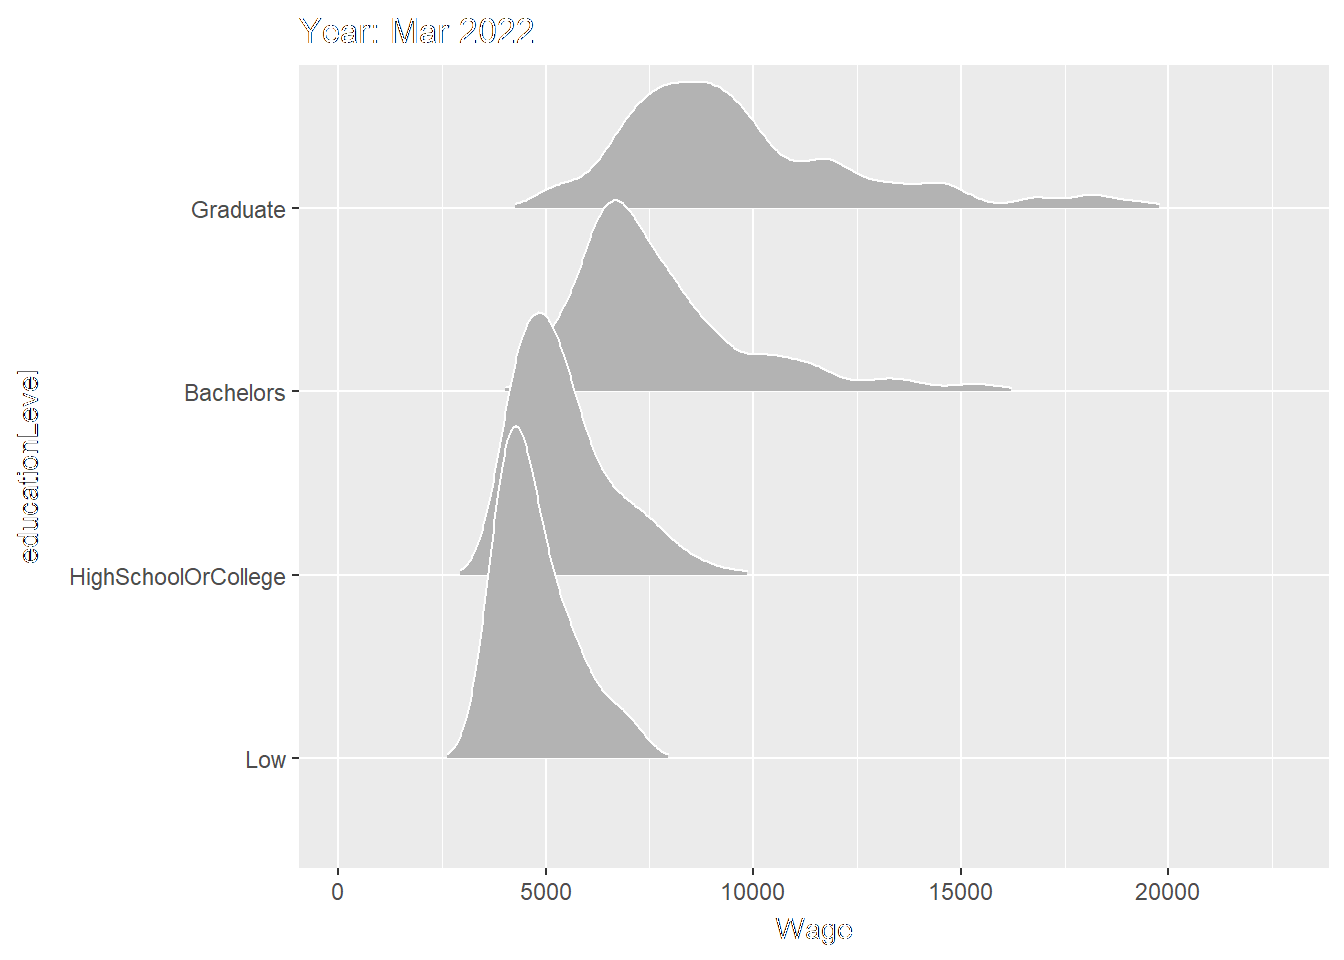 Year: Mar 2022
Graduate
Bachelors
HighSchoolOrCollege
Low
educationLevel
0
5000
10000
15000
20000
Wage